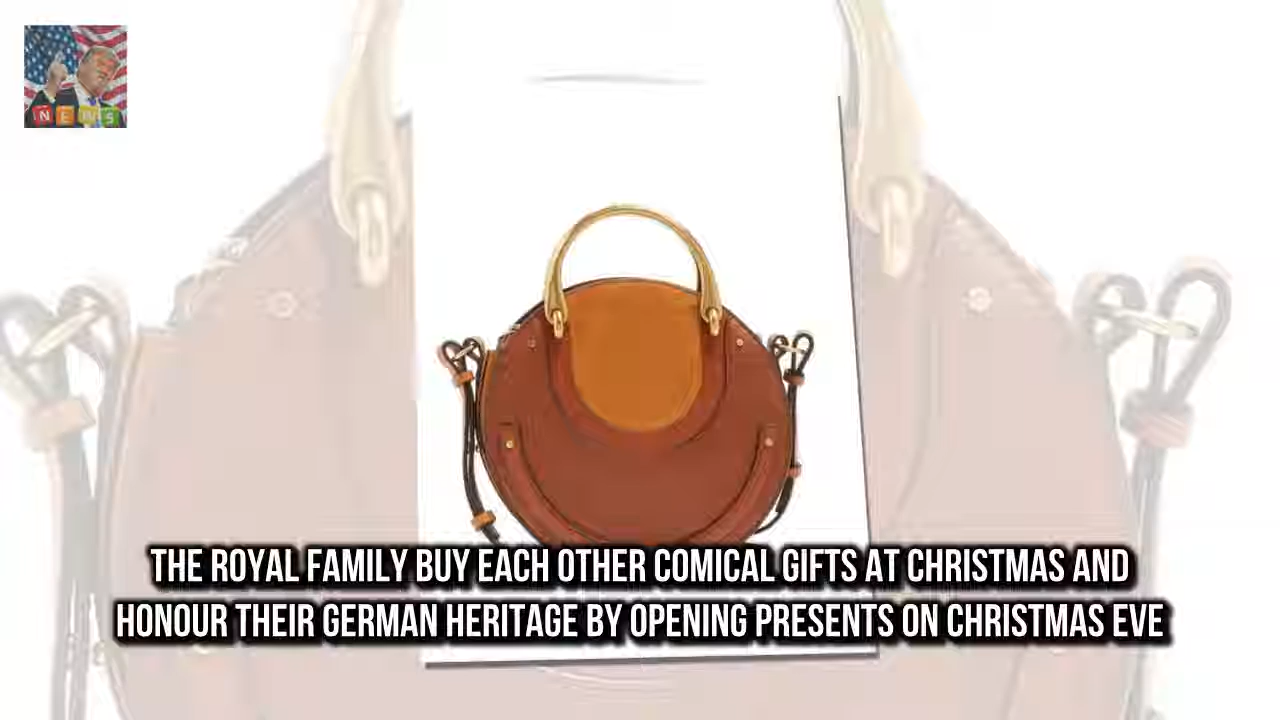 NEWS
THE ROYAL FAMILY BUY EACH OTHER COMICAL GIFTS AT CHRISTMAS AND
HONOUR THEIR GERMAN HERITAGE BY OPENING PRESENTS ON CHRISTMAS EVE